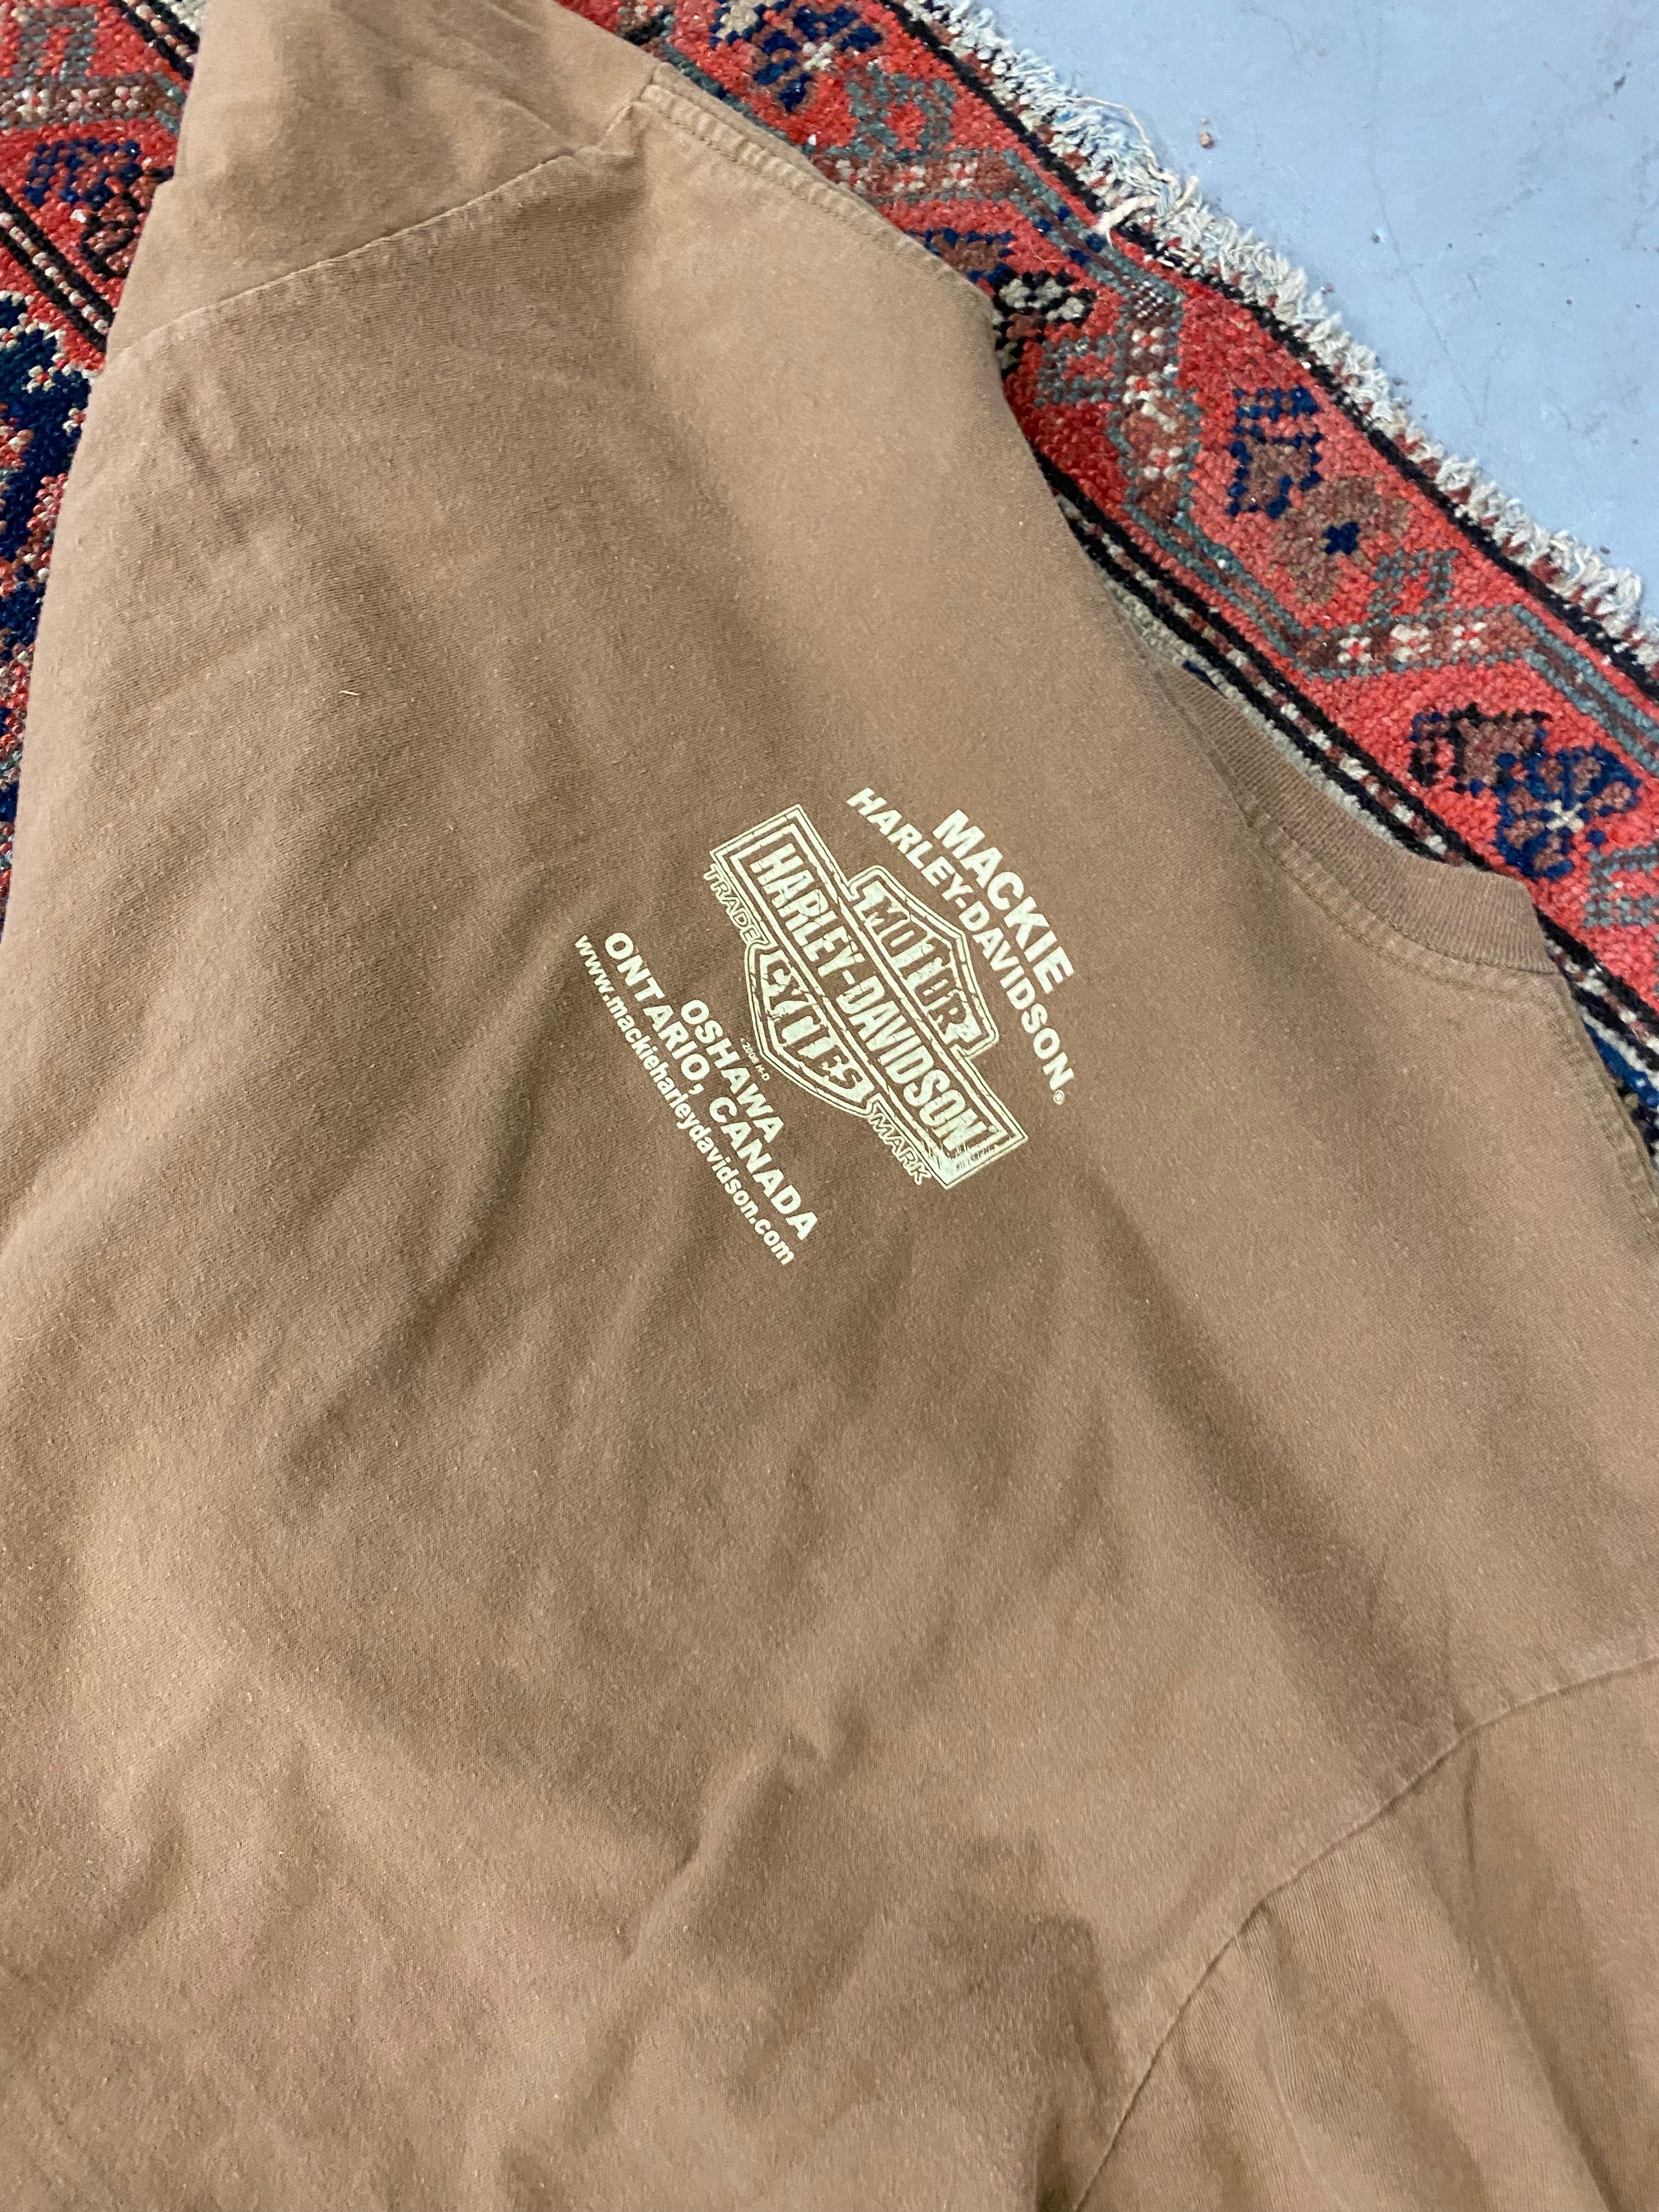 MACKIE
HARLEY-DAVIDSON®
MOTOR
HARLEY-DAVIDSON
CYCLES
TRADE MARK
OSHAWA
ONTARIO, CANADA
www.mackieharleydavidson.com